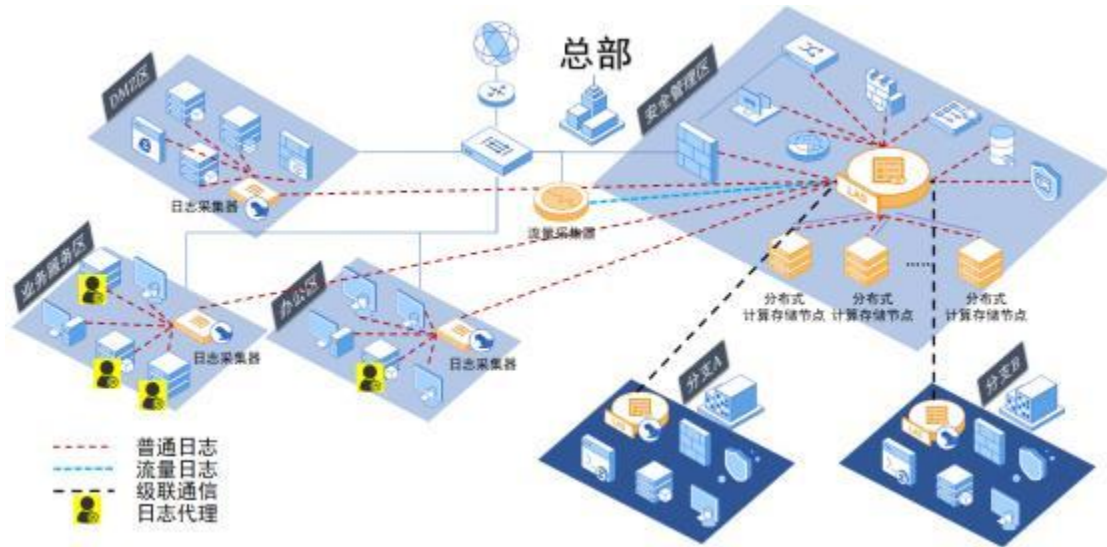 总部
DMZ区
安全管理区
LAS
日志采集器
流量采集器
业务服务区
办公区
日志采集器
日志采集器
分布式
计算存储节点
分布式
计算存储节点
......
分布式
计算存储节点
分支A
分支B
普通日志
流量日志
级联通信
日志代理